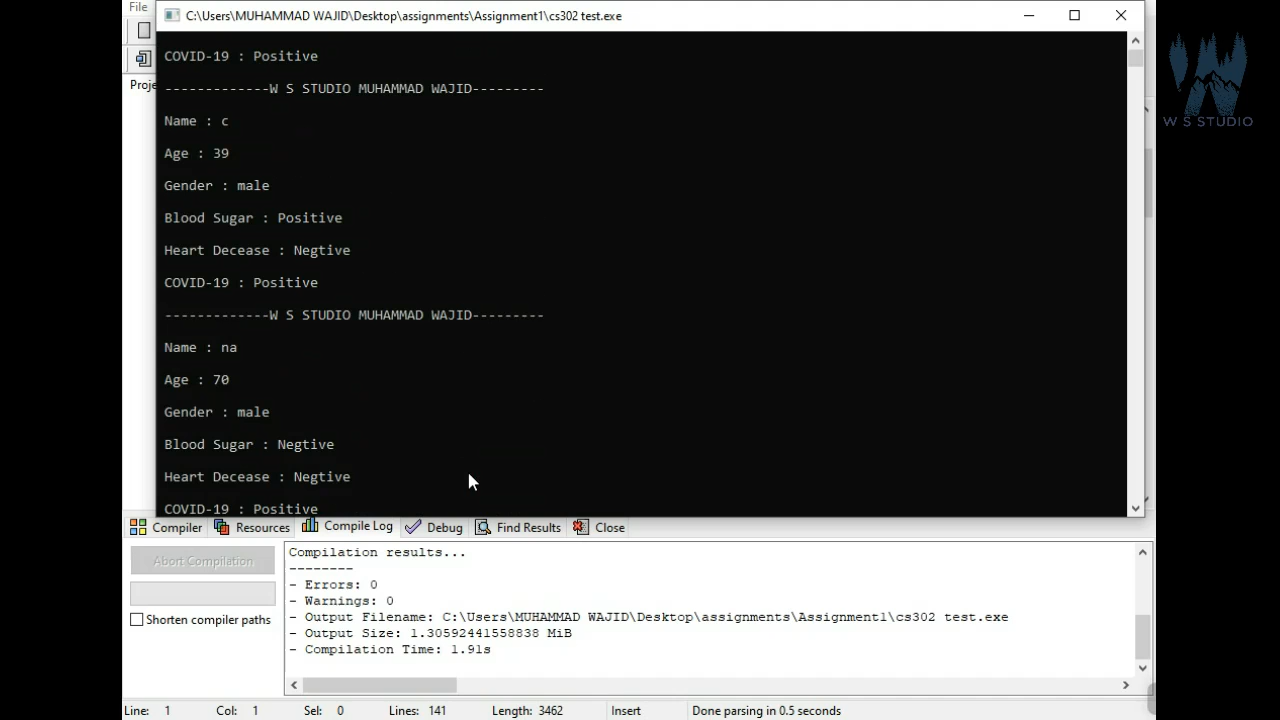 File
C:\Users\MUHAMMAD WAJID\Desktop\assignments\Assignment1\cs302 test.exe
W S STUDIO
Proje
COVID-19 : Positive
-------------W S STUDIO MUHAMMAD WAJID---------
Name : c
Age : 39
Gender : male
Blood Sugar : Positive
Heart Decease : Negtive
COVID-19 : Positive
-------------W S STUDIO MUHAMMAD WAJID---------
Name : na
Age : 70
Gender : male
Blood Sugar : Negtive
Heart Decease : Negtive
COVID-19 : Positive
Compiler Resources Compile Log Debug Find Results Close
Abort Compilation
Shorten compiler paths
Compilation results...
--------
- Errors: 0
- Warnings: 0
- Output Filename: C:\Users\MUHAMMAD WAJID\Desktop\assignments\Assignment1\cs302 test.exe
- Output Size: 1.30592441558838 MiB
- Compilation Time: 1.91s
Line: 1 Col: 1 Sel: 0 Lines: 141 Length: 3462 Insert Done parsing in 0.5 seconds